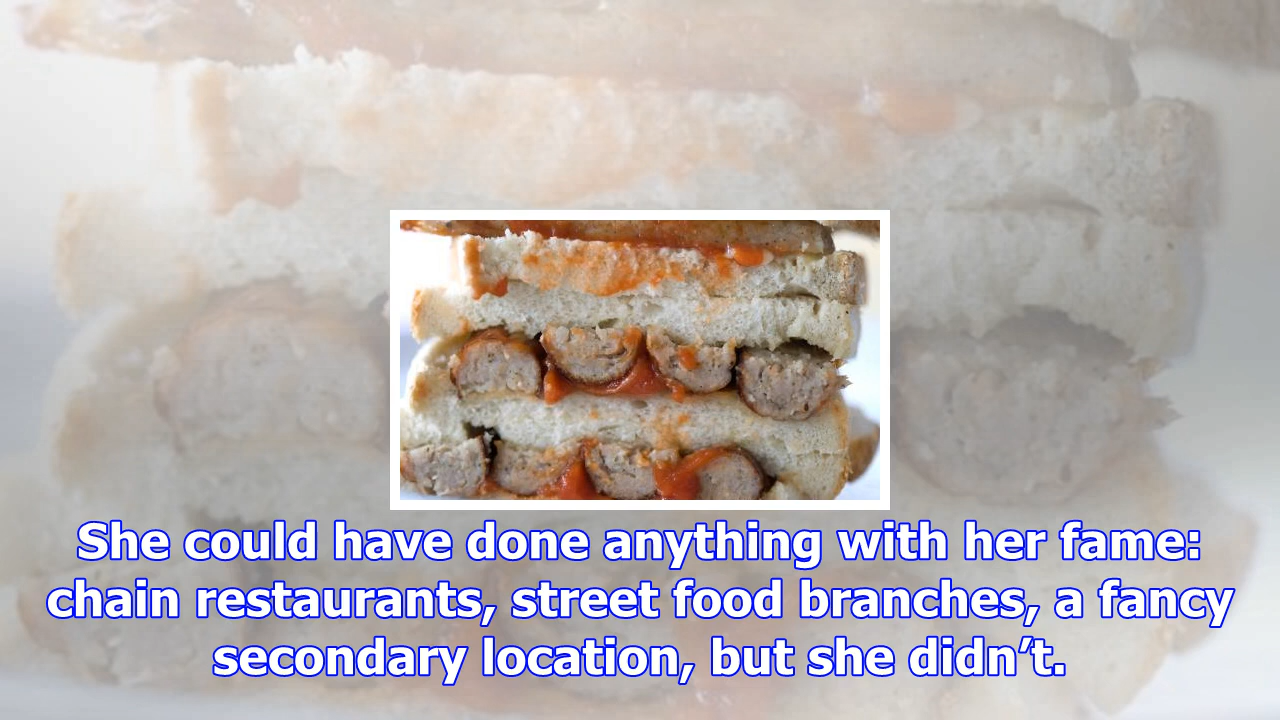 She could have done anything with her fame:
chain restaurants, street food branches, a fancy
secondary location, but she didn’t.